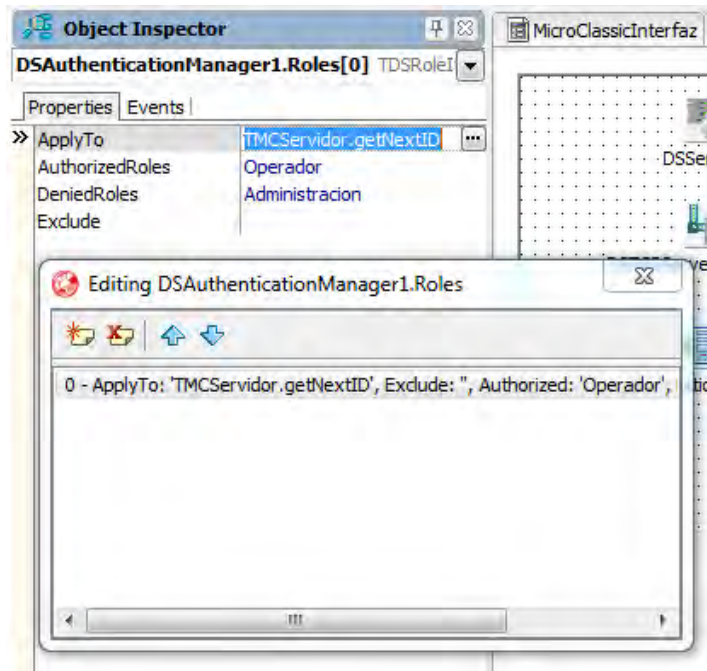 Object Inspector
MicroClassicInterfaz
DSAuthenticationManager1.Roles[0] TDSRoleI
Properties Events
ApplyTo TMCServidor.getNextID
AuthorizedRoles Operador
DeniedRoles Administracion
Exclude
DSSer
Editing DSAuthenticationManager1.Roles
0 - ApplyTo: 'TMCServidor.getNextID', Exclude: '', Authorized: 'Operador',